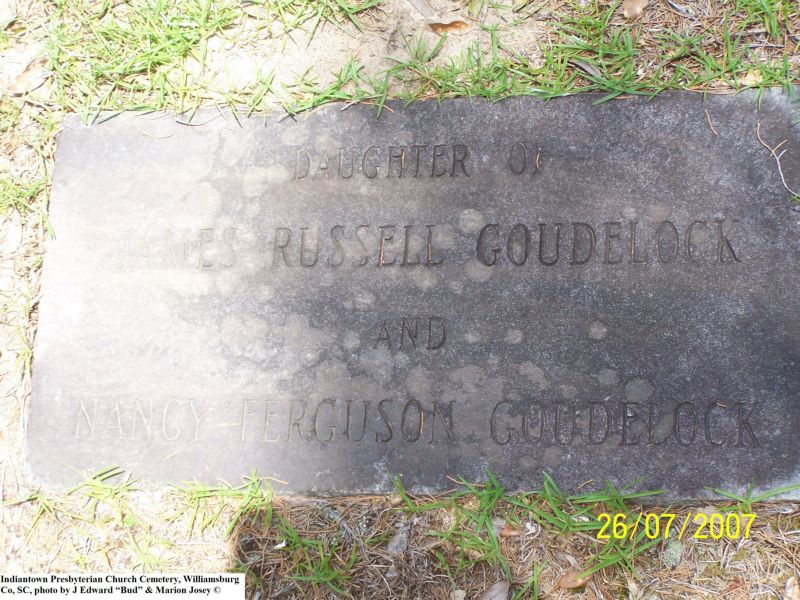 DAUGHTER OF
JAMES RUSSELL GOUDELOCK
AND
NANCY FERGUSON GOUDELOCK
26/07/2007
Indiantown Presbyterian Church Cemetery, Williamsburg
Co, SC, photo by J Edward “Bud” & Marion Josey ©